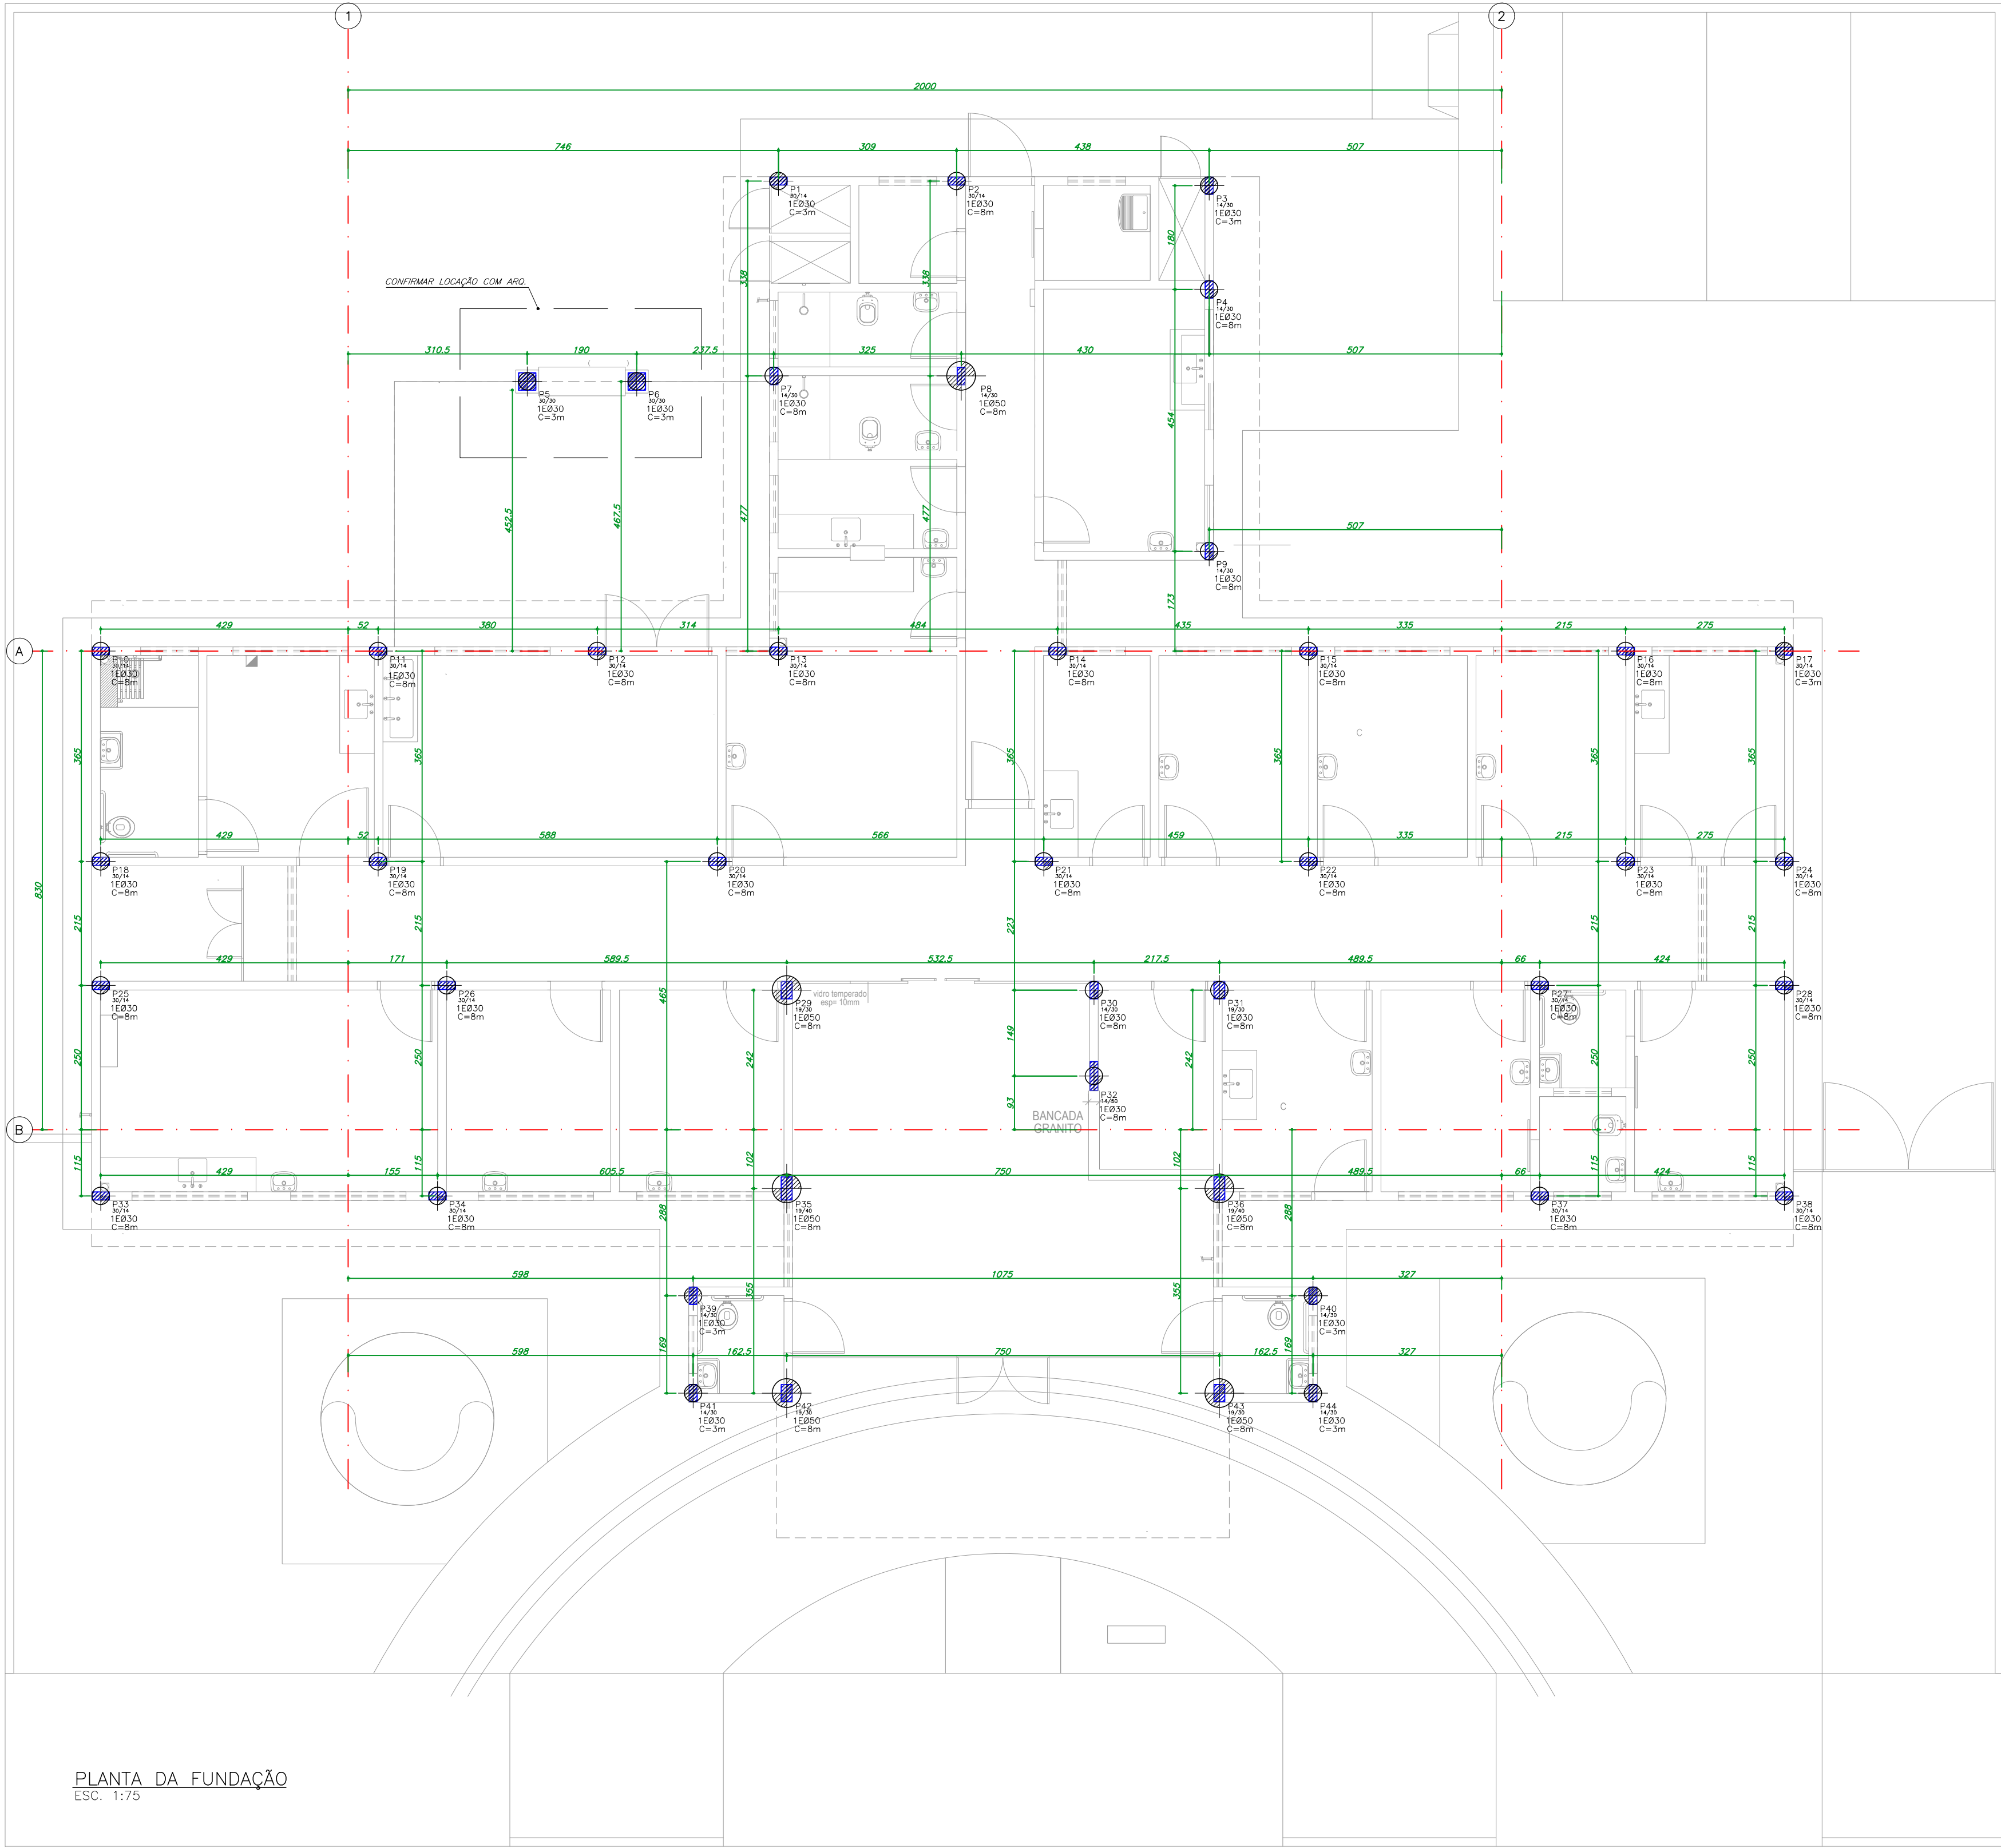 1
2
2000
746
309
438
507
P1
30/14
1EØ30
C=3m
P2
30/14
1EØ30
C=8m
P3
14/30
1EØ30
C=3m
180
338
338
CONFIRMAR LOCAÇÃO COM ARQ.
P4
14/30
1EØ30
C=8m
310.5
190
237.5
325
430
507
P5
30/30
1EØ30
C=3m
P6
30/30
1EØ30
C=3m
P7
14/30
1EØ30
C=8m
P8
14/30
1EØ50
C=8m
454
452.5
467.5
477
477
507
P9
14/30
1EØ30
C=8m
173
429
52
380
314
484
435
335
215
275
A
P10
30/14
1EØ30
C=8m
P11
30/14
1EØ30
C=8m
P12
30/14
1EØ30
C=8m
P13
30/14
1EØ30
C=8m
P14
30/14
1EØ30
C=8m
P15
30/14
1EØ30
C=8m
P16
30/14
1EØ30
C=8m
P17
30/14
1EØ30
C=3m
C
365
365
365
365
365
365
429
52
588
566
459
335
215
275
P18
30/14
1EØ30
C=8m
P19
30/14
1EØ30
C=8m
P20
30/14
1EØ30
C=8m
P21
30/14
1EØ30
C=8m
P22
30/14
1EØ30
C=8m
P23
30/14
1EØ30
C=8m
P24
30/14
1EØ30
C=8m
830
215
215
223
215
215
429
171
589.5
532.5
217.5
489.5
66
424
465
P25
30/14
1EØ30
C=8m
P26
30/14
1EØ30
C=8m
P29
19/30
1EØ50
C=8m
vidro temperado
esp= 10mm
P30
14/30
1EØ30
C=8m
P31
19/30
1EØ30
C=8m
P27
30/14
1EØ30
C=8m
P28
30/14
1EØ30
C=8m
250
250
242
149
242
250
250
P32
14/50
1EØ30
C=8m
93
BANCADA
GRANITO
C
B
115
115
102
102
115
115
429
155
605.5
750
489.5
66
424
P33
30/14
1EØ30
C=8m
P34
30/14
1EØ30
C=8m
P35
19/40
1EØ50
C=8m
P36
19/40
1EØ50
C=8m
P37
30/14
1EØ30
C=8m
P38
30/14
1EØ30
C=8m
288
288
598
1075
327
355
355
P39
14/30
1EØ30
C=3m
P40
14/30
1EØ30
C=3m
169
169
598
162.5
750
162.5
327
P41
14/30
1EØ30
C=3m
P42
19/30
1EØ50
C=8m
P43
19/30
1EØ50
C=8m
P44
14/30
1EØ30
C=3m
PLANTA DA FUNDAÇÃO
ESC. 1:75